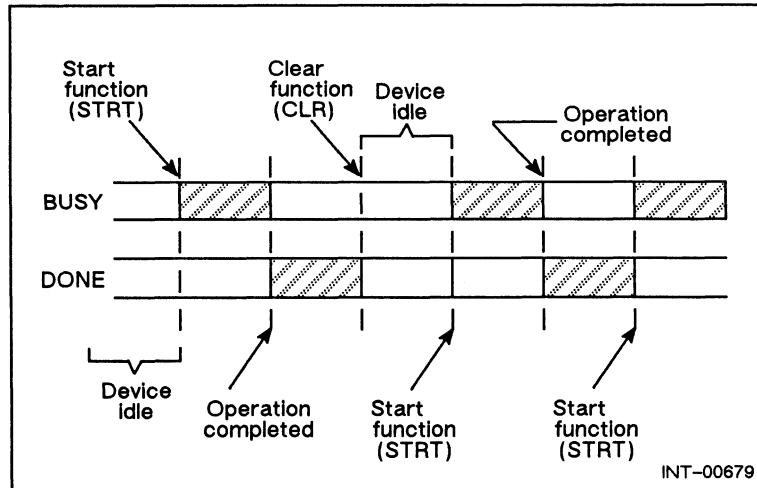 Start
function
(STRT)
Clear
function
(CLR)
Device
idle
Operation
completed
BUSY
DONE
Device
idle
Operation
completed
Start
function
(STRT)
Start
function
(STRT)
INT-00679